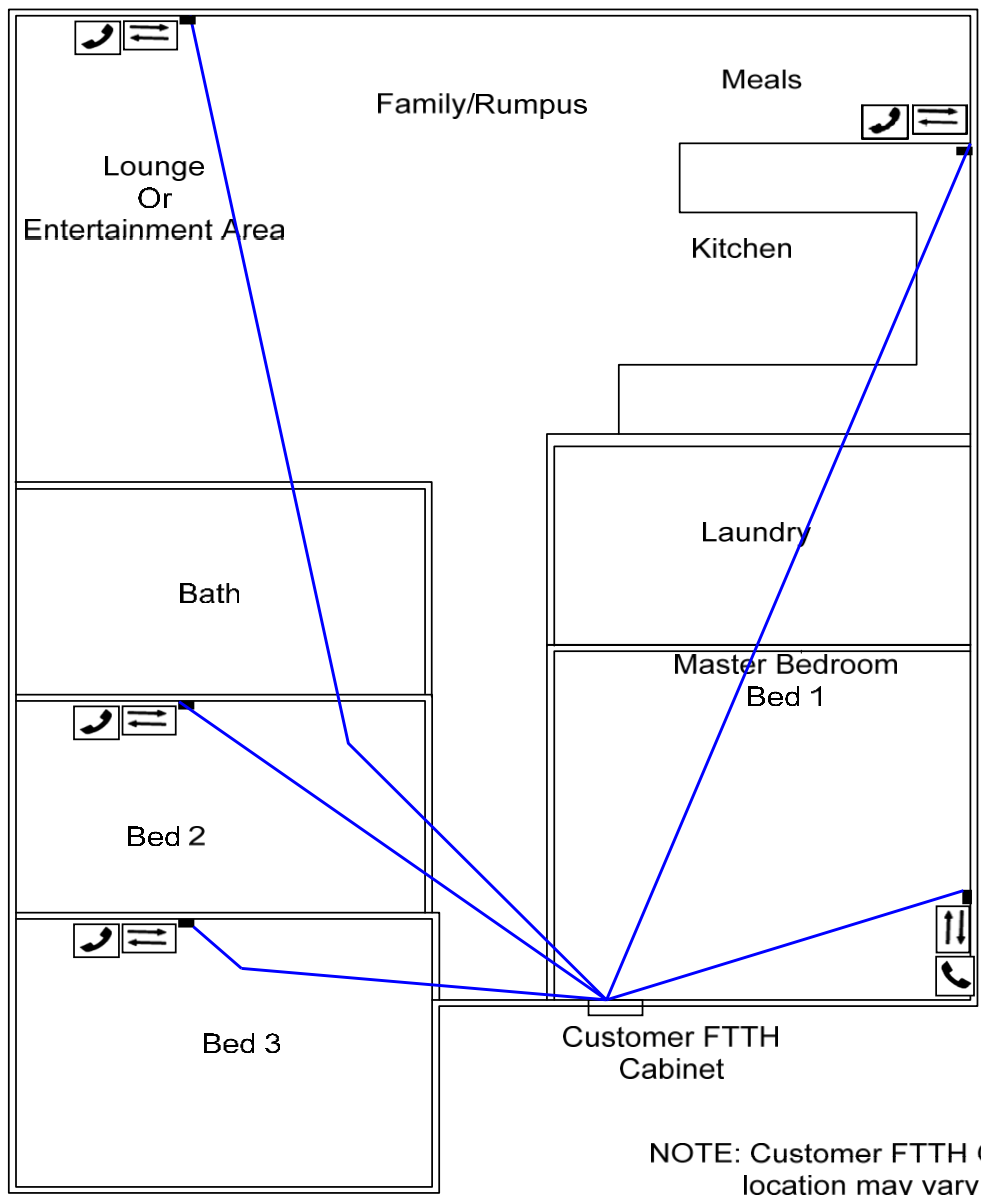 Meals
Family/Rumpus
Lounge
Or
Entertainment Area
Kitchen
Laundry
Bath
Master Bedroom
Bed 1
Bed 2
Bed 3
Customer FTTH
Cabinet
NOTE: Customer FTTH
location may vary